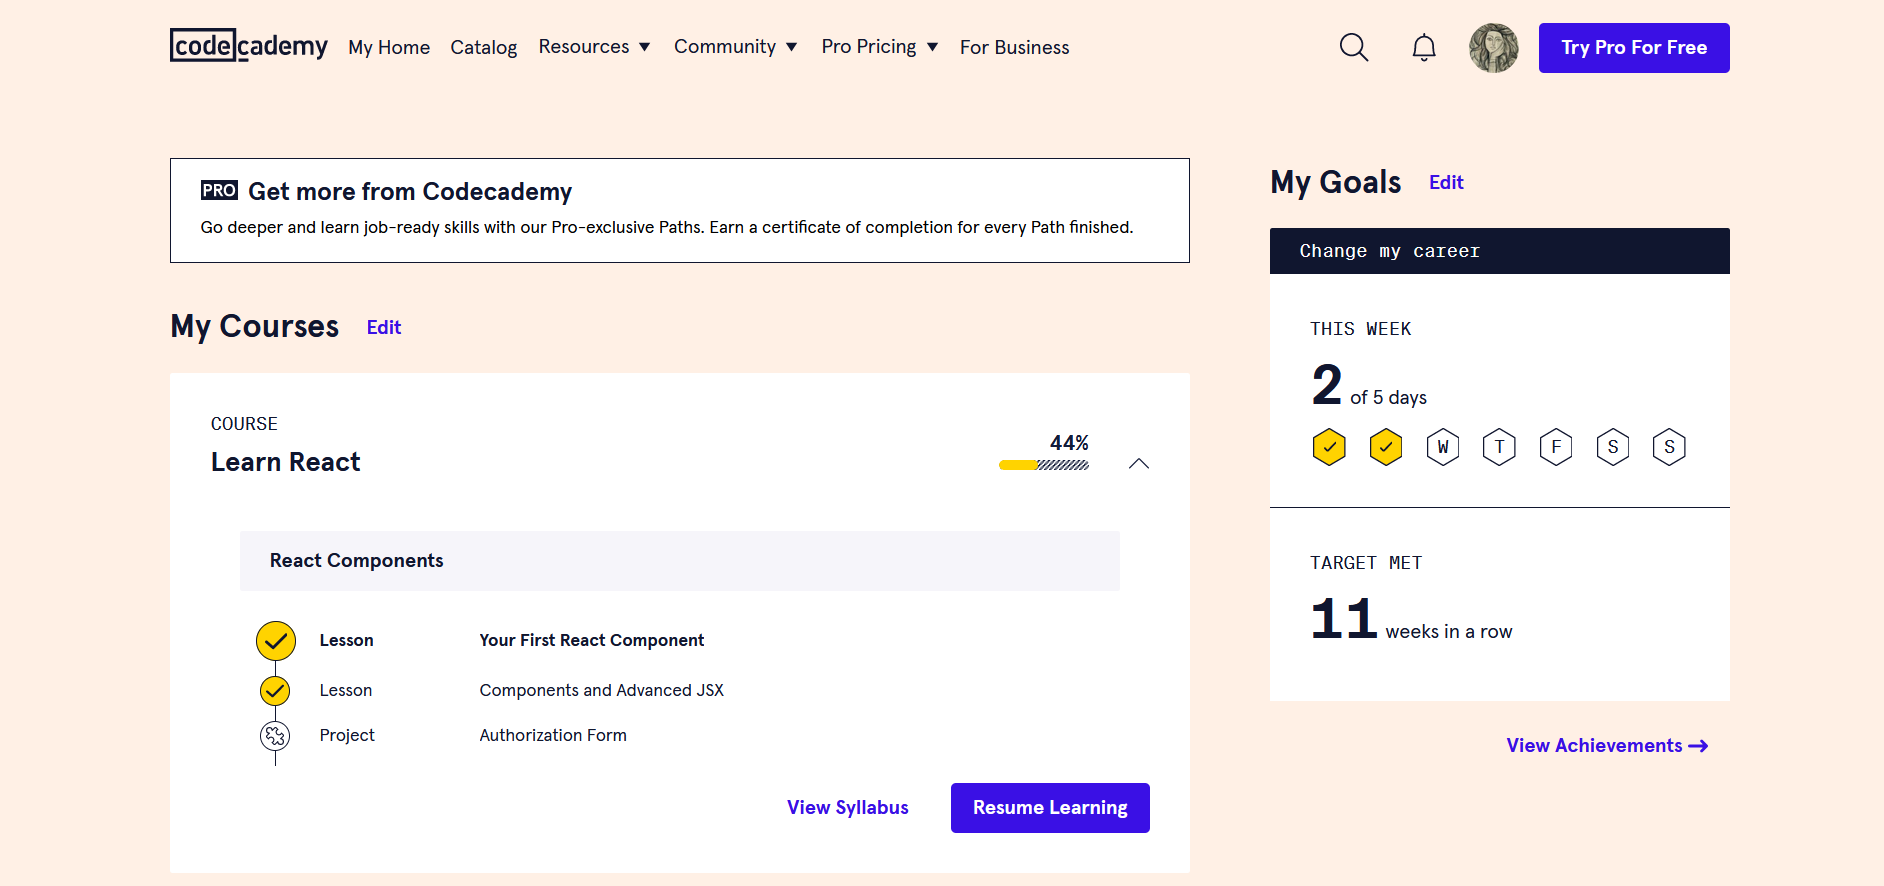 codecademy My Home Catalog Resources Community Pro Pricing For Business Try Pro For Free
PRO Get more from Codecademy
Go deeper and learn job-ready skills with our Pro-exclusive Paths. Earn a certificate of completion for every Path finished.
My Courses Edit
COURSE
Learn React
44%
React Components
Lesson Your First React Component
Lesson Components and Advanced JSX
Project Authorization Form
View Syllabus Resume Learning
My Goals Edit
Change my career
THIS WEEK
2 of 5 days
W T F S S
TARGET MET
11 weeks in a row
View Achievements